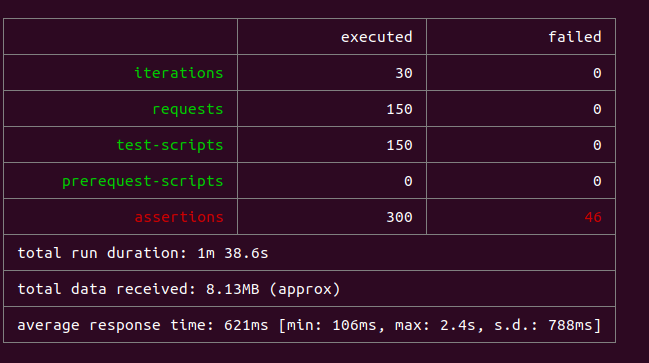 executed failed
iterations 30 0
requests 150 0
test-scripts 150 0
prerequest-scripts 0 0
assertions 300 46
total run duration: 1m 38.6s
total data received: 8.13MB (approx)
average response time: 621ms [min: 106ms, max: 2.4s, s.d.: 788ms]